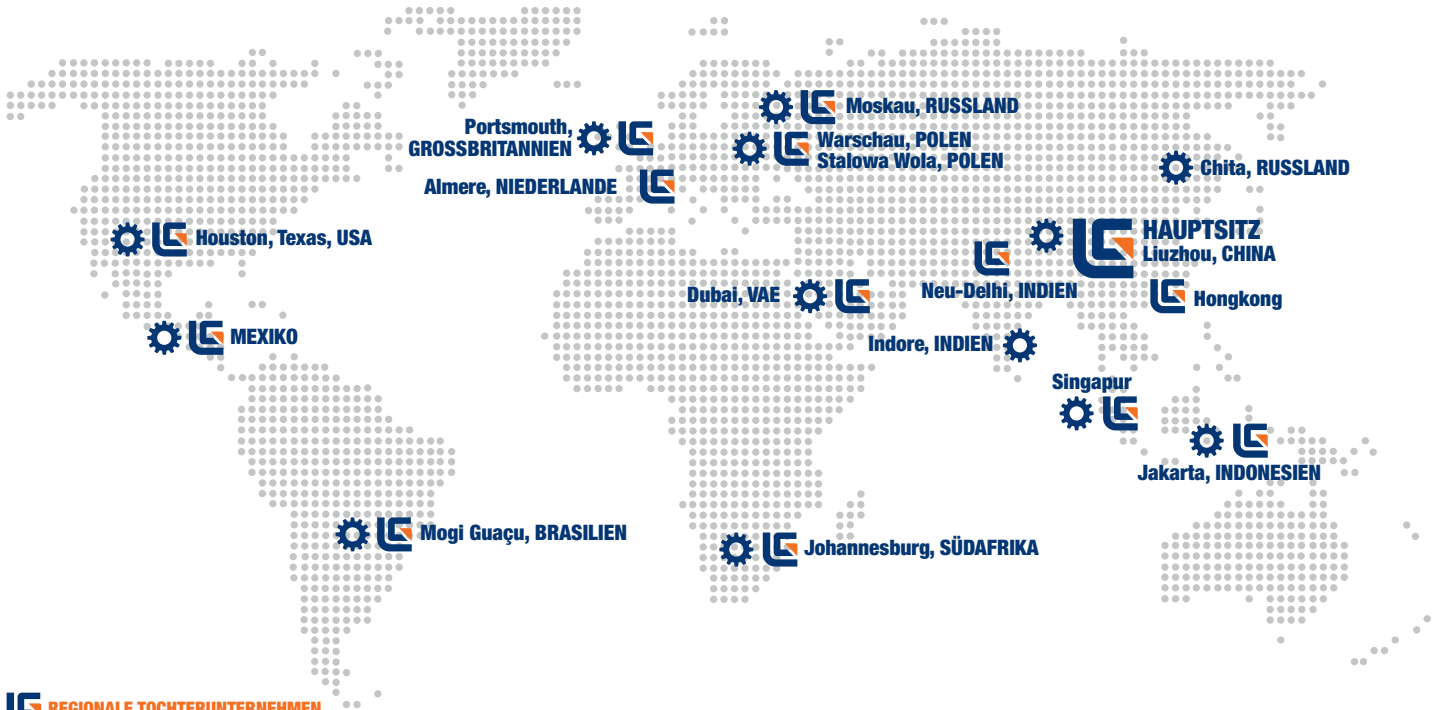 Moskau, RUSSLAND
Portsmouth,
GROSSBRITANNIEN
Warschau, POLEN
Stalowa Wola, POLEN
Chita, RUSSLAND
Almere, NIEDERLANDE
Houston, Texas, USA
HAUPTSITZ
Liuzhou, CHINA
Neu-Delhi, INDIEN
Dubai, VAE
Hongkong
MEXIKO
Indore, INDIEN
Singapur
Jakarta, INDONESIEN
Mogi Guaçu, BRASILIEN
Johannesburg, SÜDAFRIKA
REGIONALE TOCHTERUNTERNEHMEN